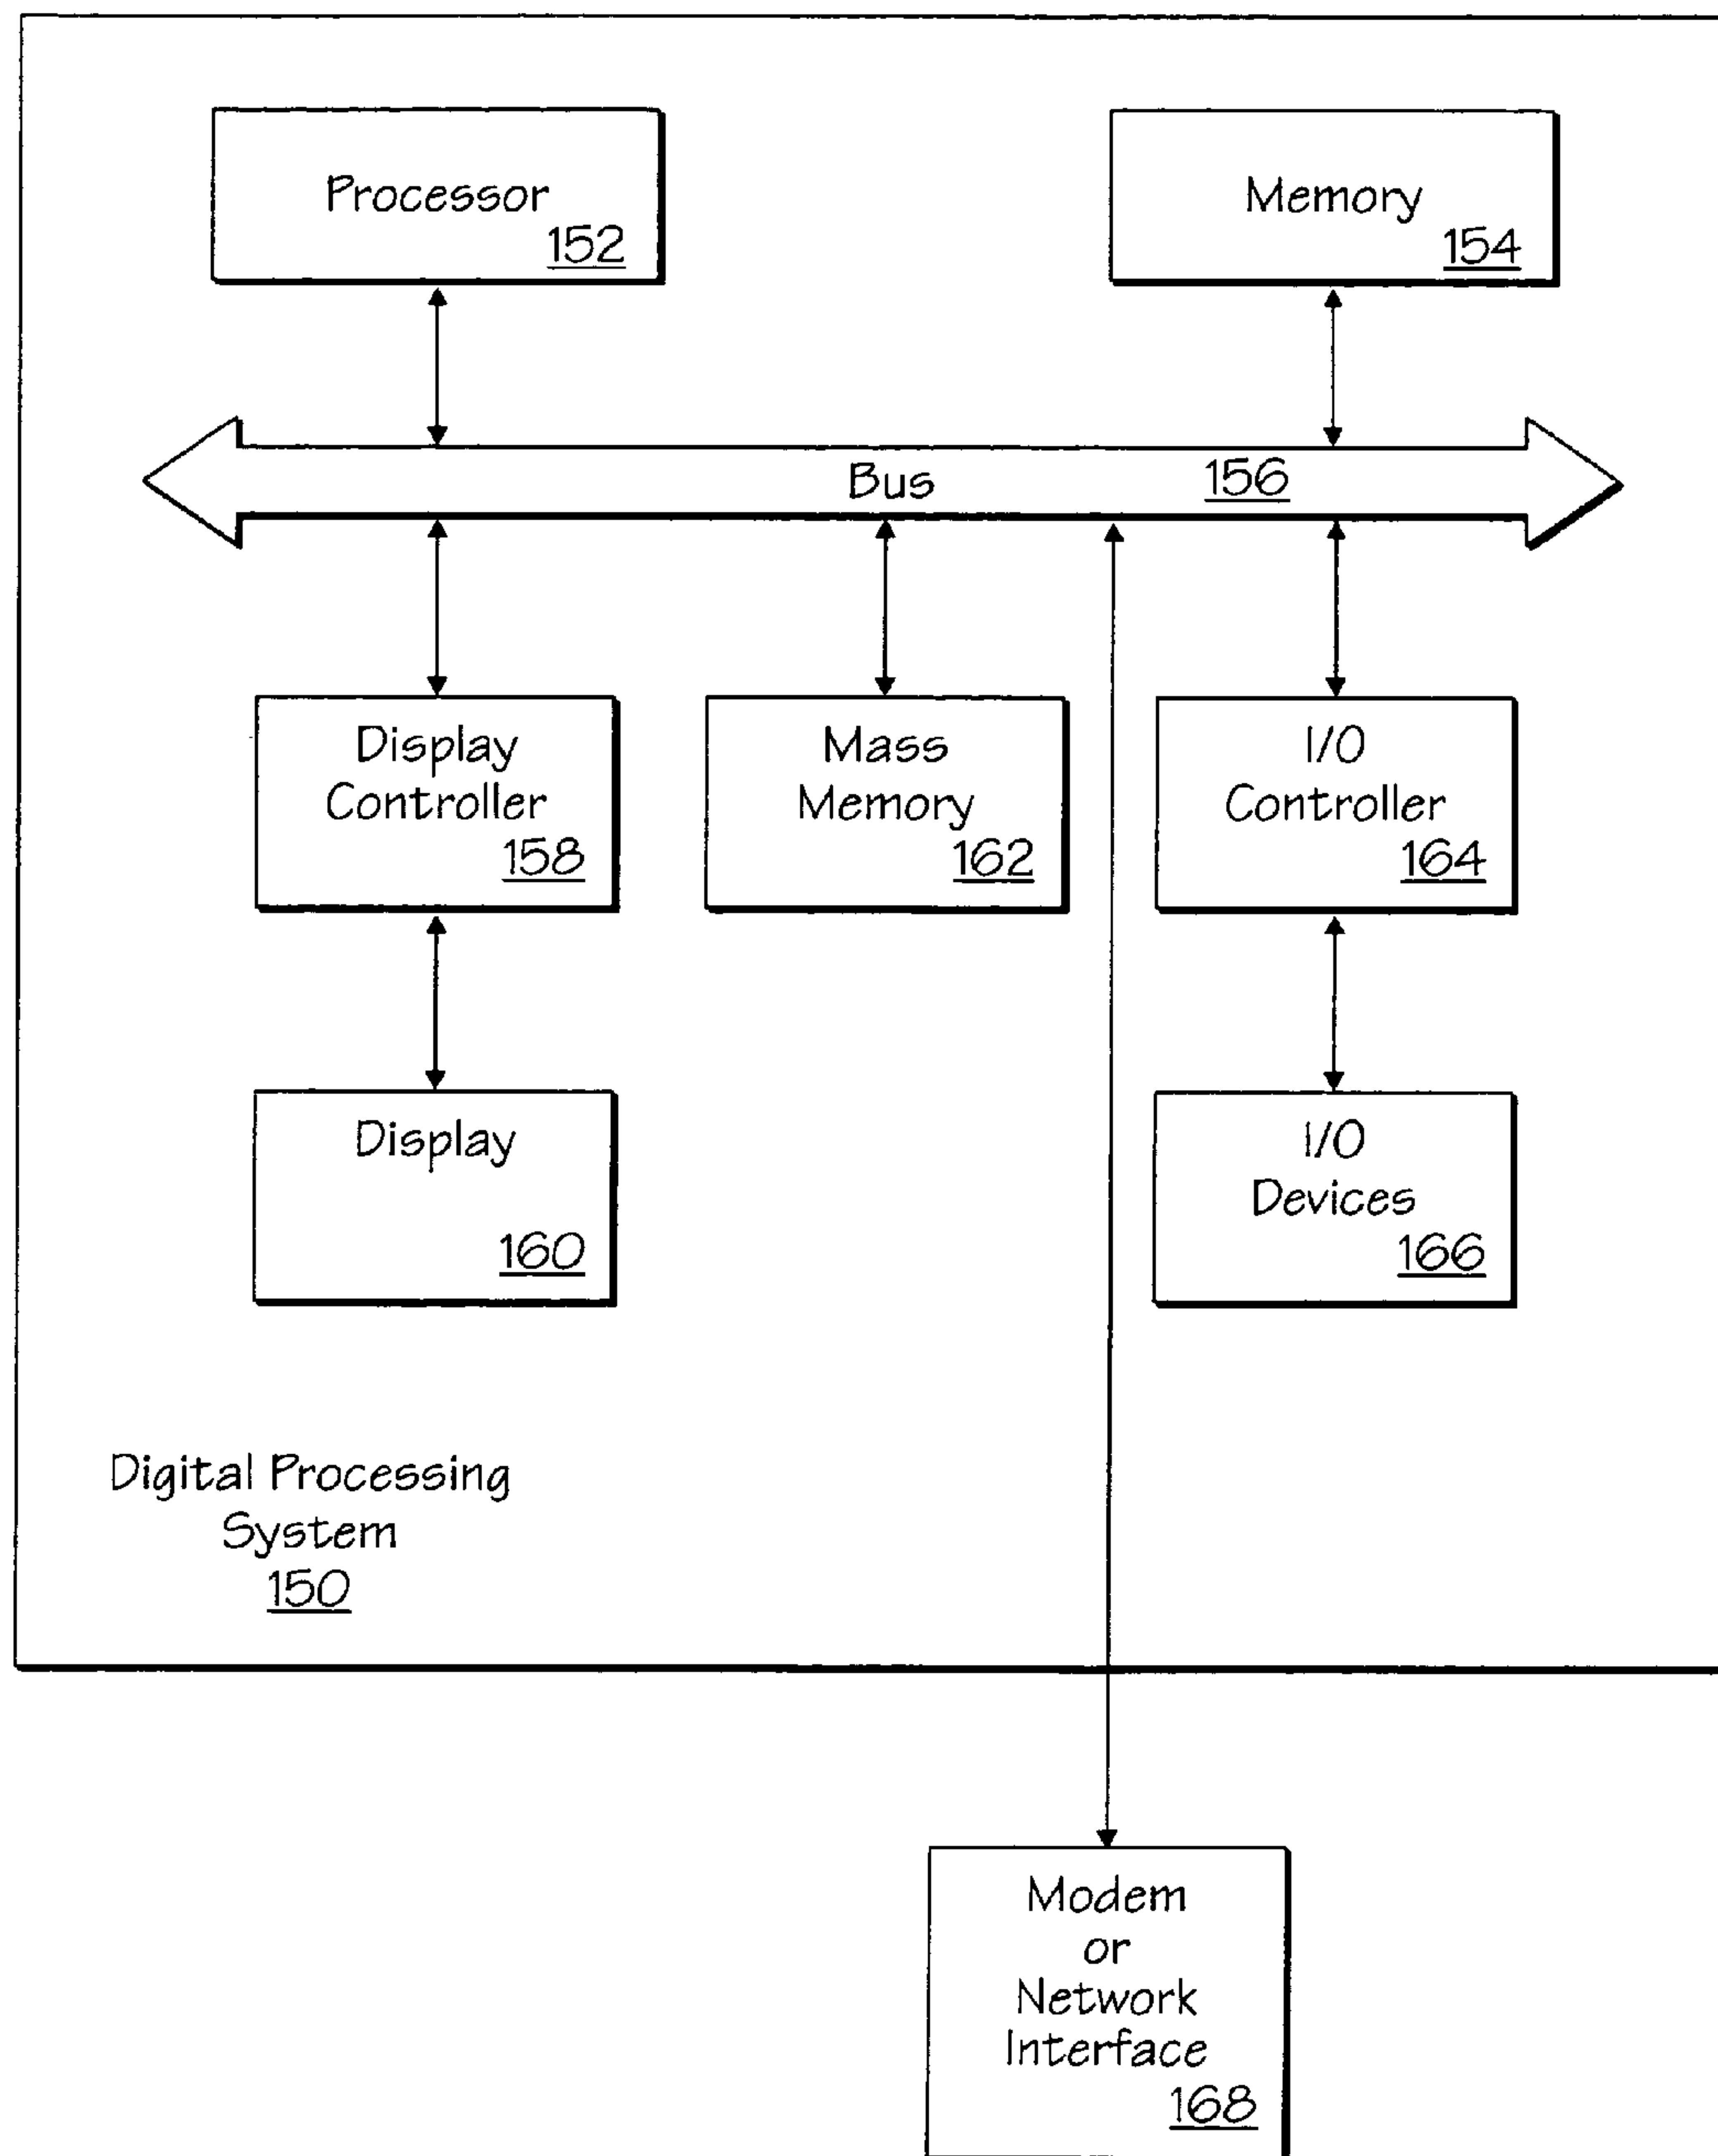 Processor
152
Memory
154
Bus 156
Display
Controller
158
Mass
Memory
162
I/O
Controller
164
Display
160
I/O
Devices
166
Digital Processing
System
150
Modem
or
Network
Interface
168